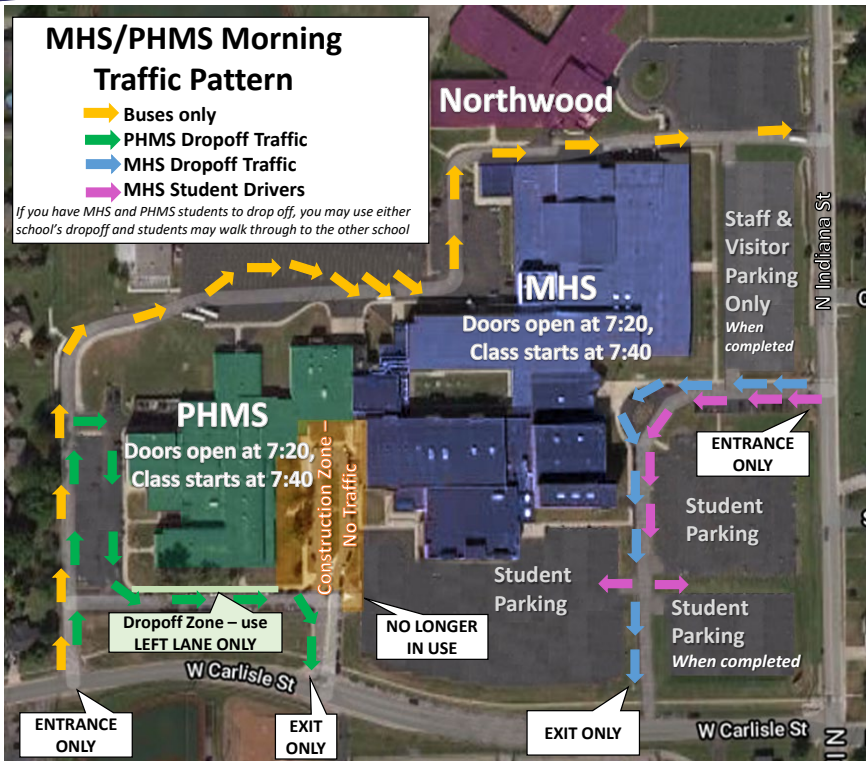 MHS/PHMS Morning
Traffic Pattern
Buses only
PHMS Dropoff Traffic
MHS Dropoff Traffic
MHS Student Drivers
If you have MHS and PHMS students to drop off, you may use either
school's dropoff and students may walk through to the other school
Northwood
Staff &
Visitor
Parking
Only
When
completed
N Indiana St
MHS
Doors open at 7:20,
Class starts at 7:40
PHMS
Doors open at 7:20,
Class starts at 7:40
Construction Zone –
No Traffic
ENTRANCE
ONLY
Student
Parking
Student
Parking
Student
Parking
When completed
Dropoff Zone – use
LEFT LANE ONLY
NO LONGER
IN USE
W Carlisle St
ENTRANCE
ONLY
EXIT
ONLY
EXIT ONLY
W Carlisle St
IN